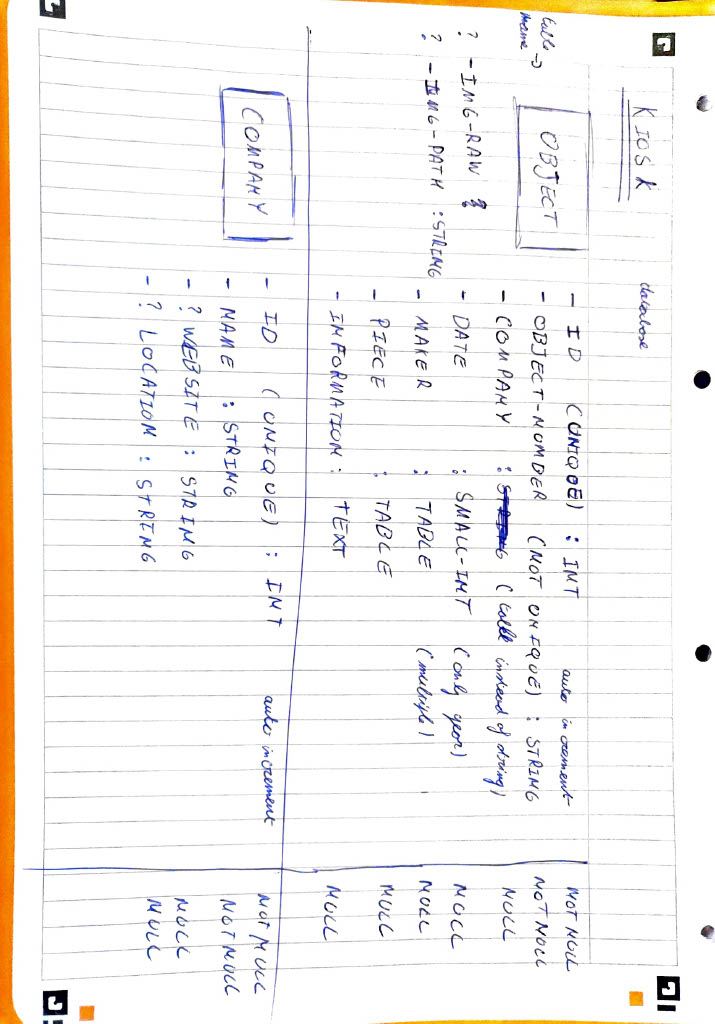 KIOSK database
table name → OBJECT
- ID (UNIQUE) : INT auto increment NOT NULL
- OBJECT-NUMBER (NOT UNIQUE) : STRING NOT NULL
- COMPANY : STRING (table instead of string) NULL
- DATE : SMALL-INT (only year) NULL
- MAKER : TABLE (multiple) NULL
- PIECE : TABLE NULL
- INFORMATION : TEXT NULL
? - IMG-RAW ?
? - IMG-PATH : STRING
COMPANY
- ID (UNIQUE) : INT auto increment NOT NULL
- NAME : STRING NOT NULL
- ? WEBSITE : STRING NULL
- ? LOCATION : STRING NULL